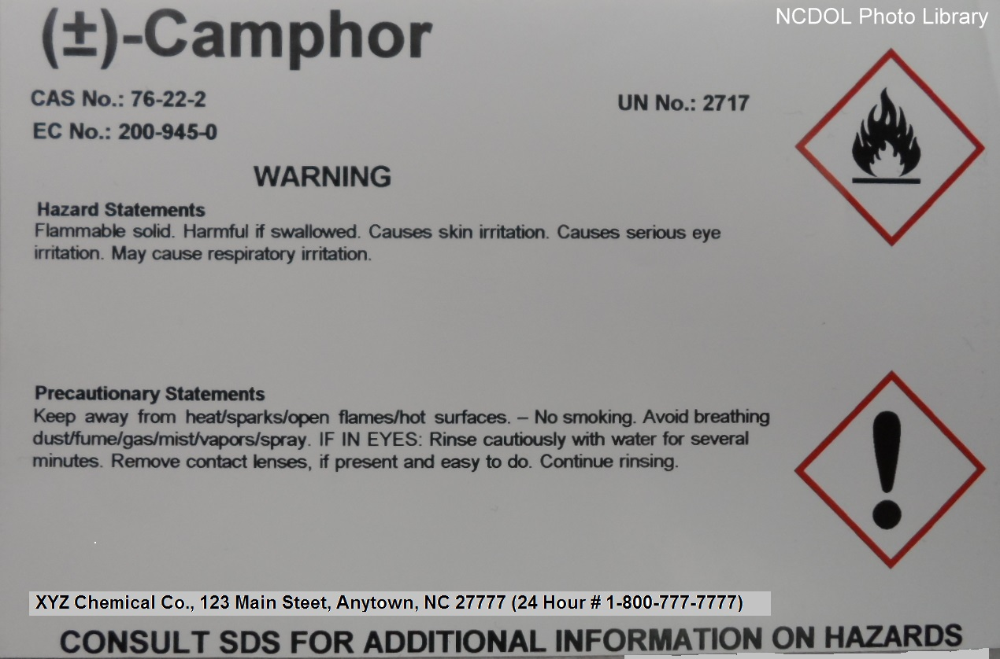 NCDOL Photo Library
(±)-Camphor
CAS No.: 76-22-2
UN No.: 2717
EC No.: 200-945-0
WARNING
Hazard Statements
Flammable solid. Harmful if swallowed. Causes skin irritation. Causes serious eye
irritation. May cause respiratory irritation.
Precautionary Statements
Keep away from heat/sparks/open flames/hot surfaces. – No smoking. Avoid breathing
dust/fume/gas/mist/vapors/spray. IF IN EYES: Rinse cautiously with water for several
minutes. Remove contact lenses, if present and easy to do. Continue rinsing.
XYZ Chemical Co., 123 Main Steet, Anytown, NC 27777 (24 Hour # 1-800-777-7777)
CONSULT SDS FOR ADDITIONAL INFORMATION ON HAZARDS